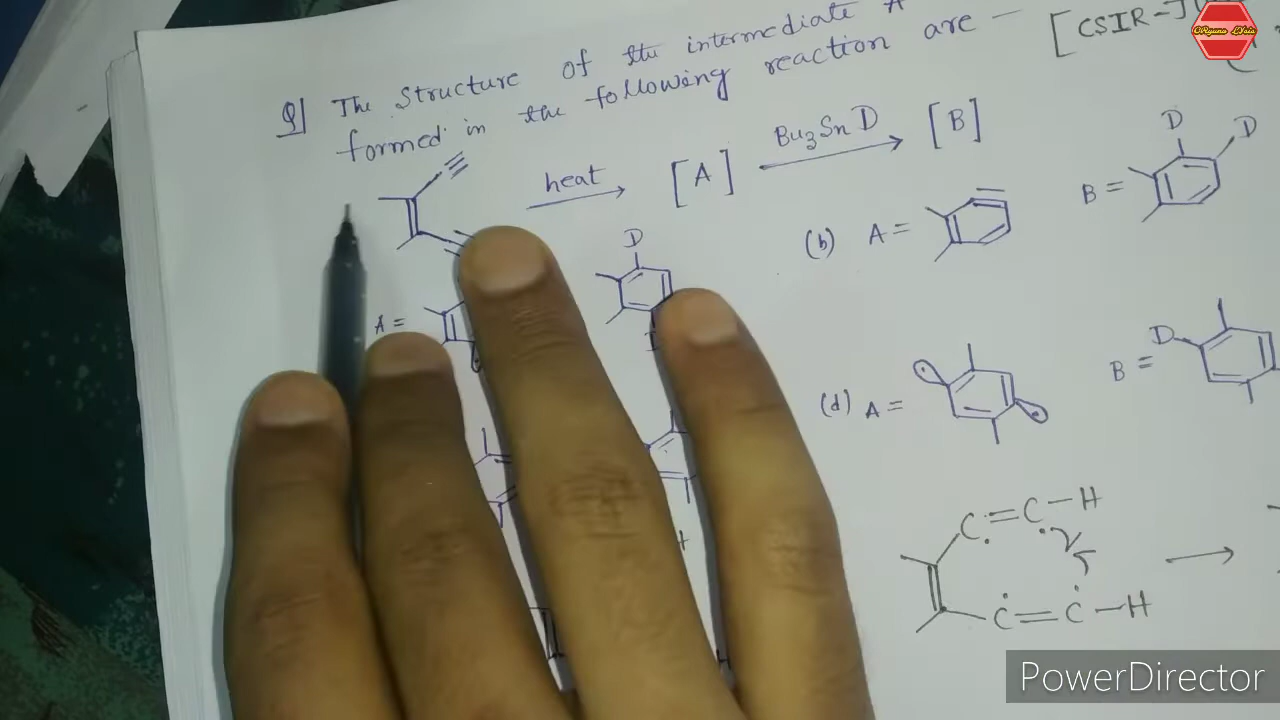 Q] The Structure of the intermediate A
formed in the following reaction are —
[CSIR-J
heat
[A]
Bu₃SnD
[B]
A =
D
(b) A =
B =
D
D
(d) A =
B =
D
C=C-H
C=C-H
PowerDirector